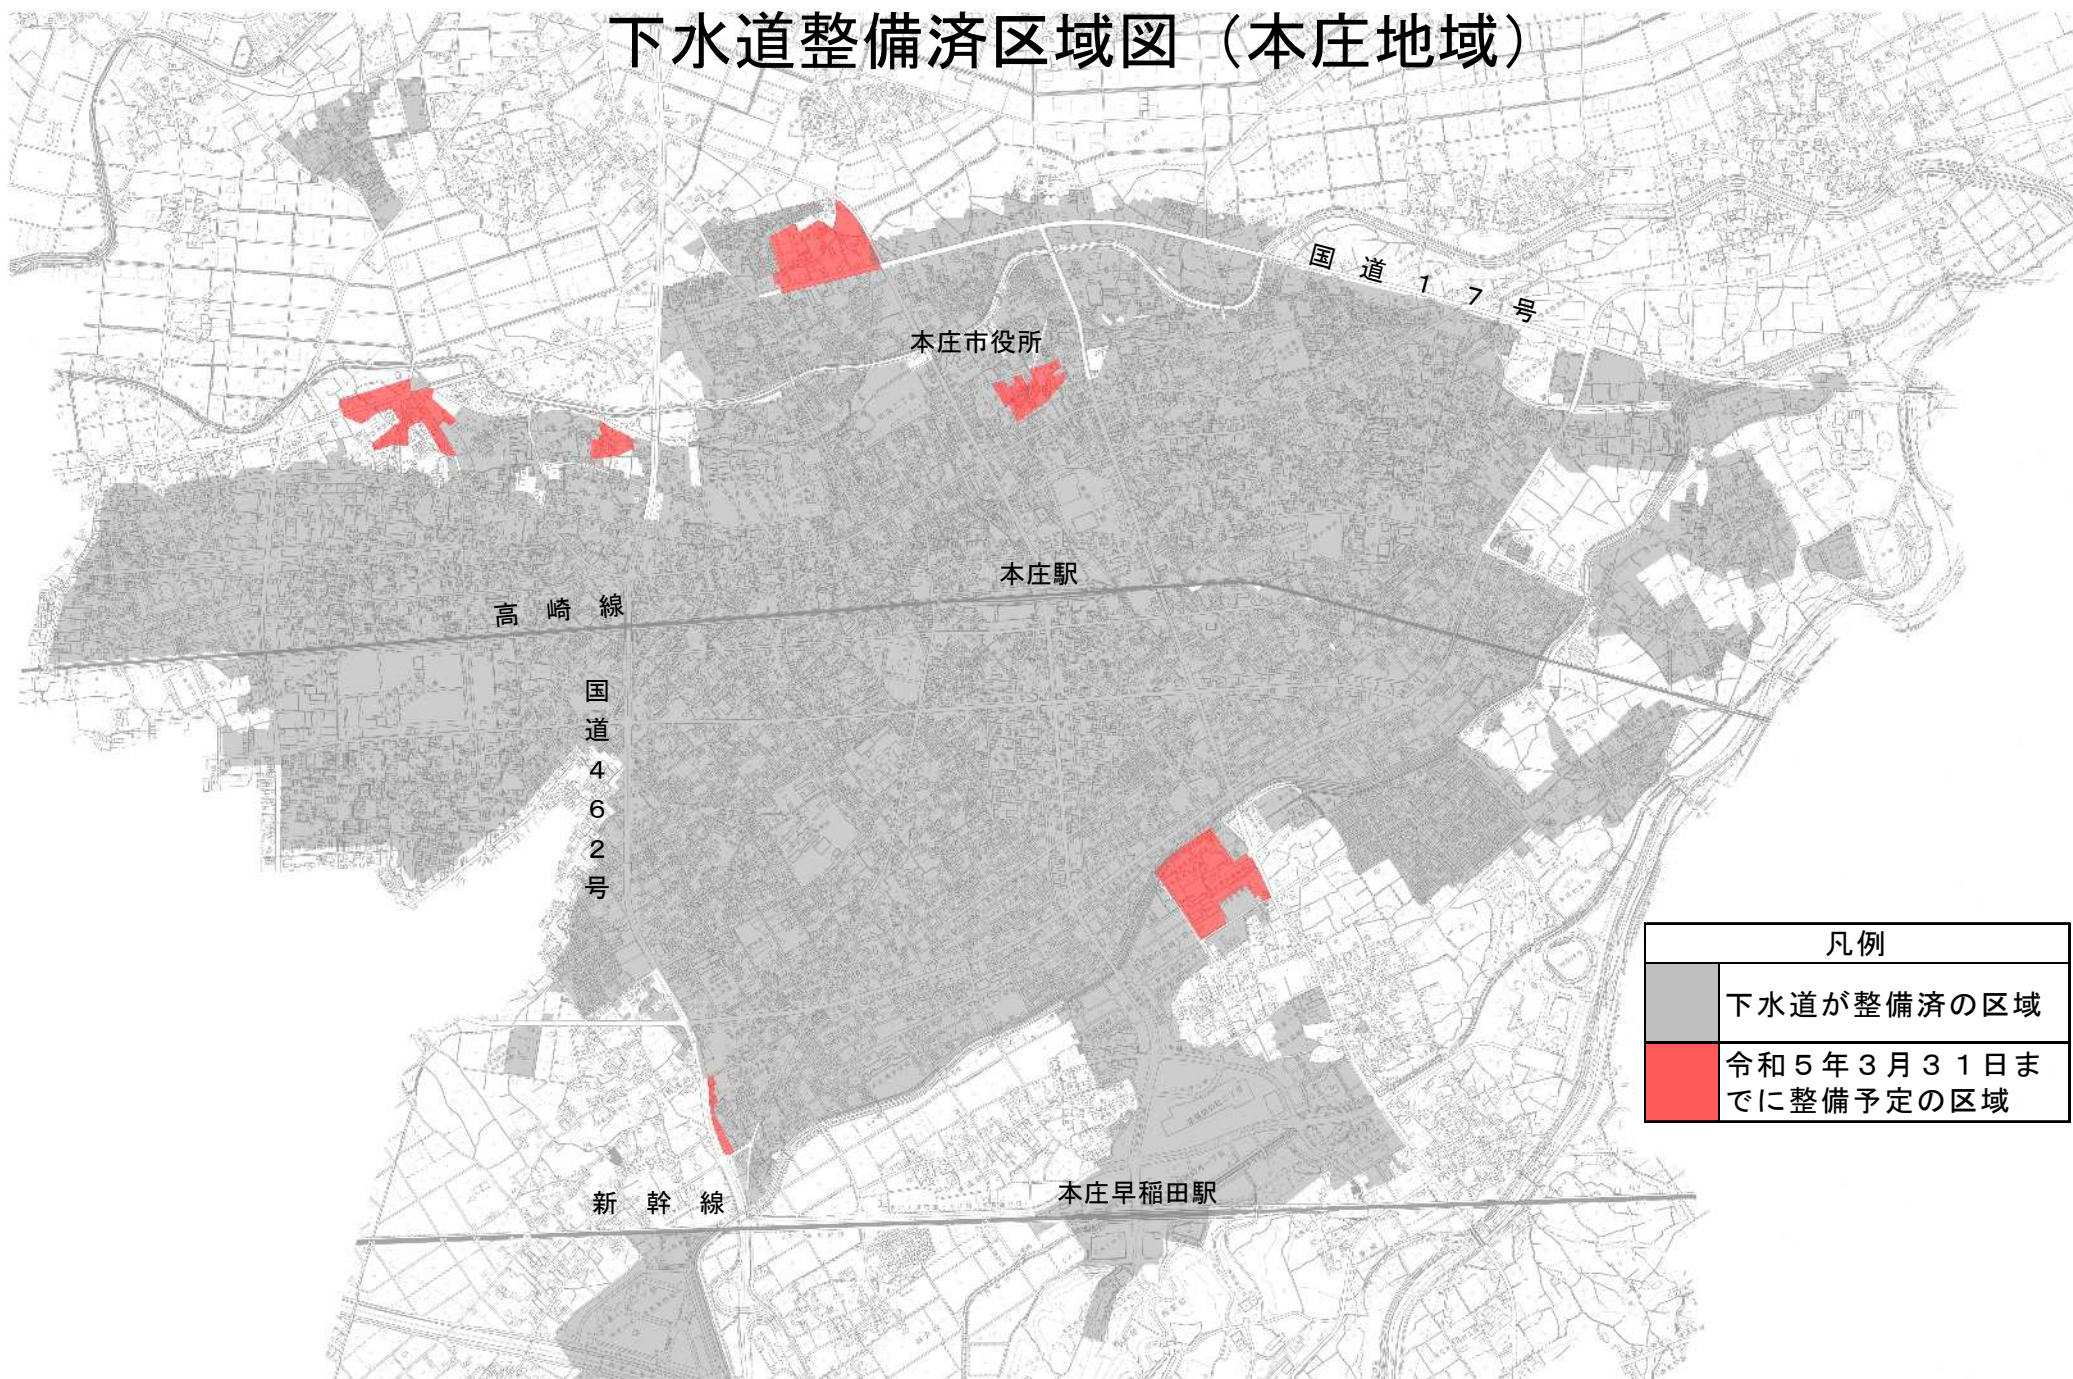 下水道整備済区域図（本庄地域）
国道１７号
本庄市役所
本庄駅
高崎線
国道４６２号
凡例
下水道が整備済の区域
令和５年３月３１日ま
でに整備予定の区域
新幹線
本庄早稲田駅